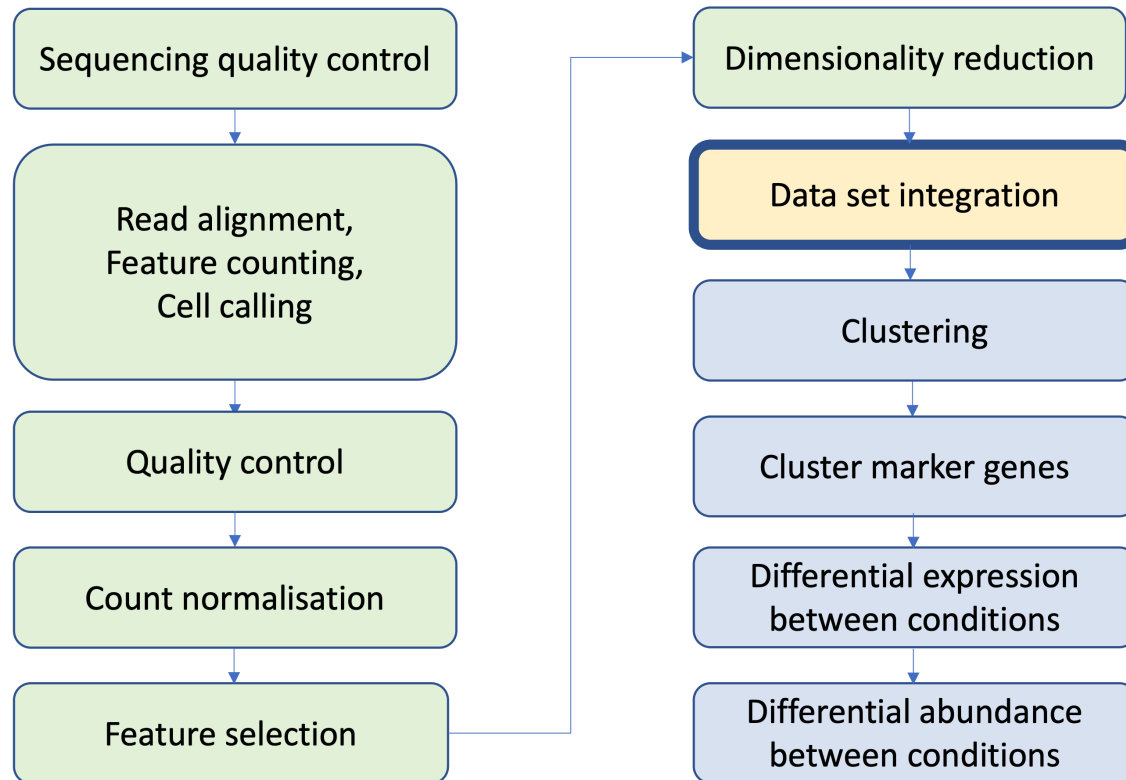 Sequencing quality control
Read alignment,
Feature counting,
Cell calling
Quality control
Count normalisation
Feature selection
Dimensionality reduction
Data set integration
Clustering
Cluster marker genes
Differential expression
between conditions
Differential abundance
between conditions